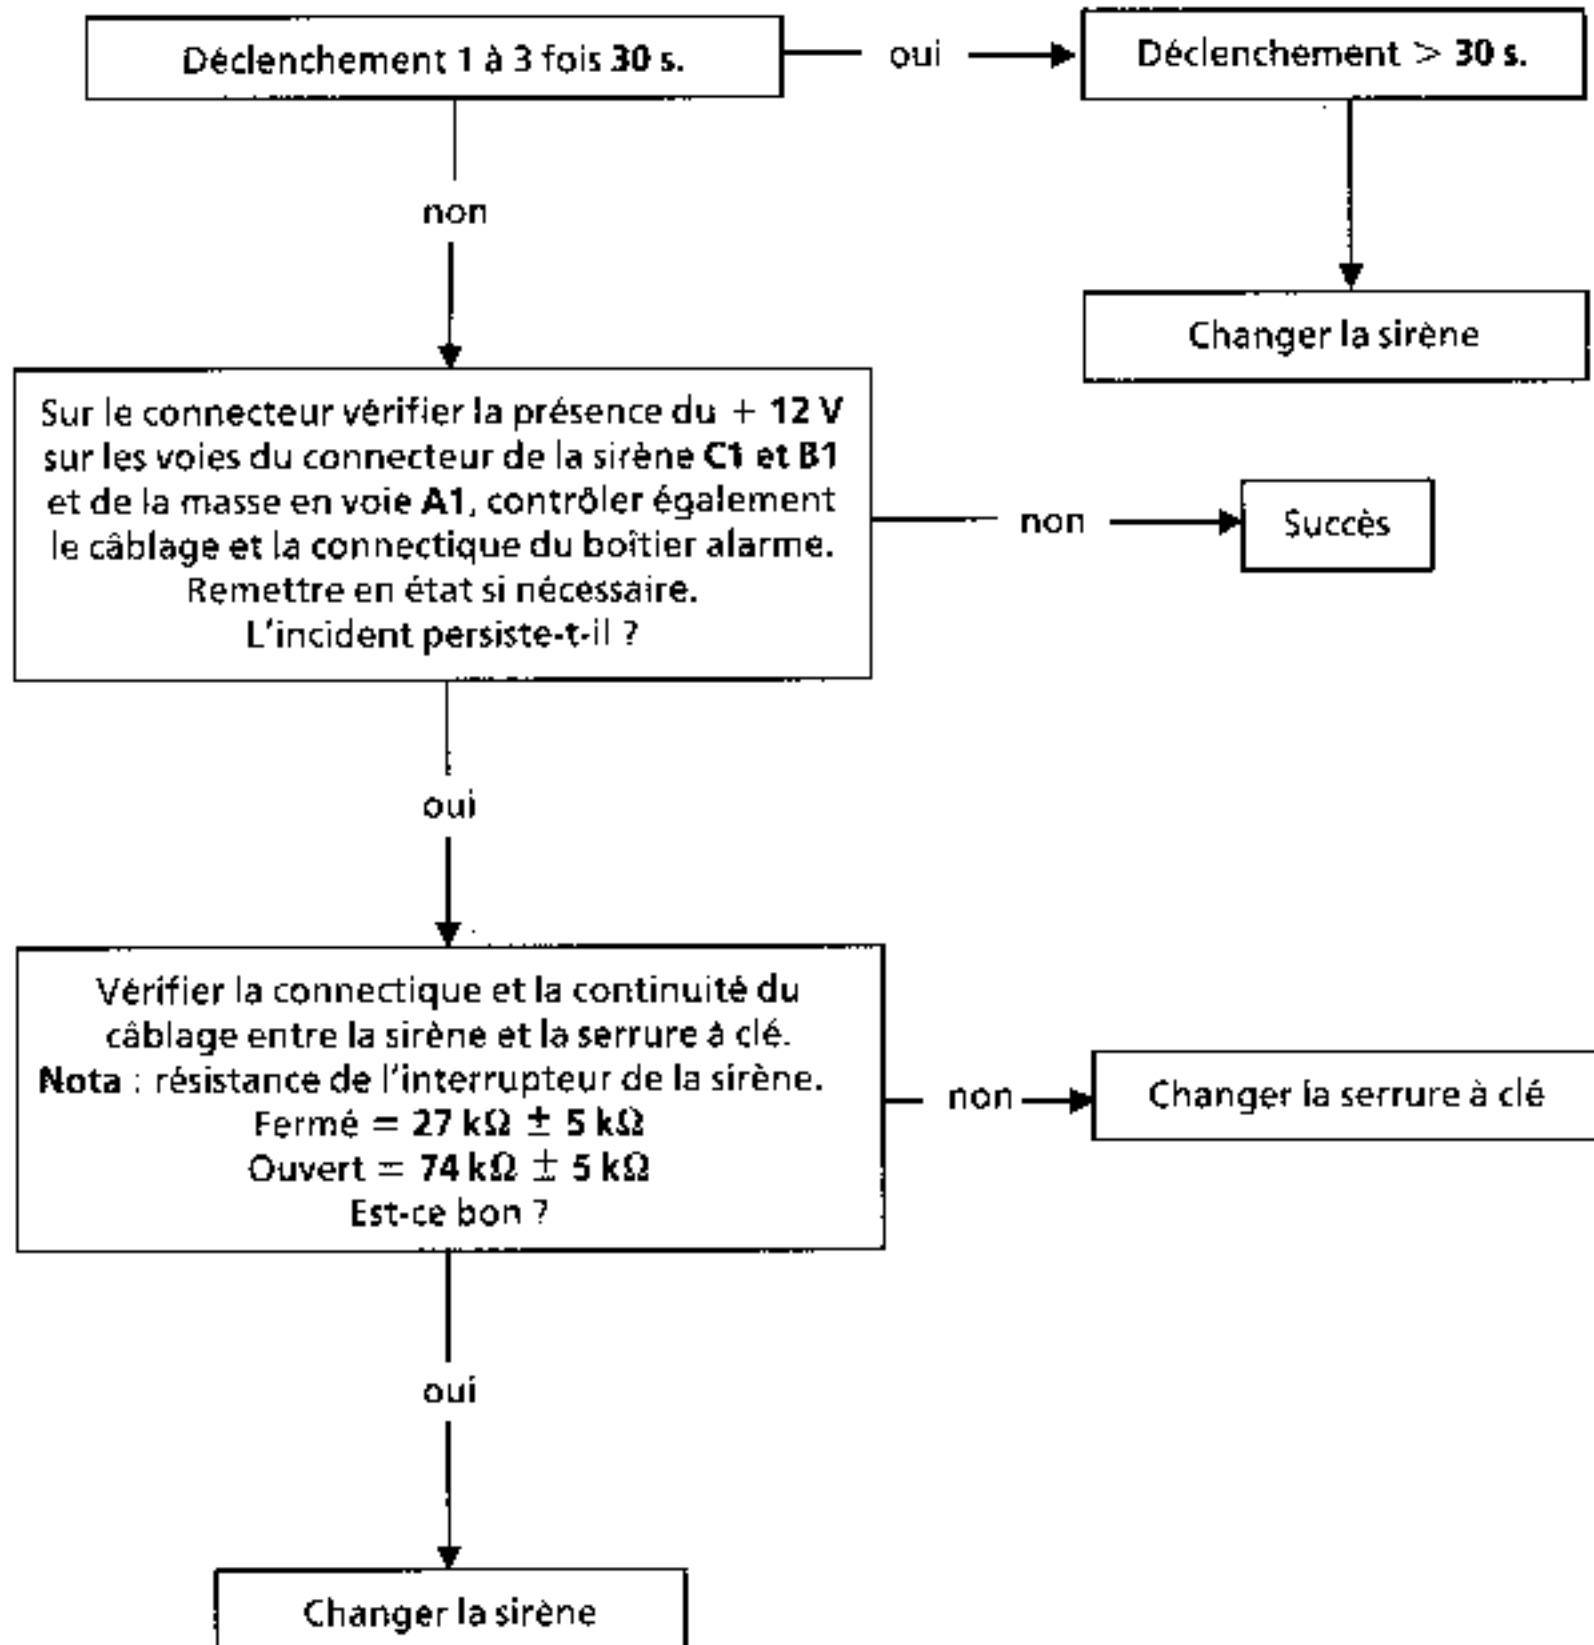 Déclenchement 1 à 3 fois 30 s.
oui
Déclenchement > 30 s.
non
Changer la sirène
Sur le connecteur vérifier la présence du + 12 V
sur les voies du connecteur de la sirène C1 et B1
et de la masse en voie A1, contrôler également
le câblage et la connectique du boîtier alarme.
Remettre en état si nécessaire.
L'incident persiste-t-il ?
non
Succès
oui
Vérifier la connectique et la continuité du
câblage entre la sirène et la serrure à clé.
Nota : résistance de l'interrupteur de la sirène.
Fermé = 27 kΩ ± 5 kΩ
Ouvert = 74 kΩ ± 5 kΩ
Est-ce bon ?
non
Changer la serrure à clé
oui
Changer la sirène